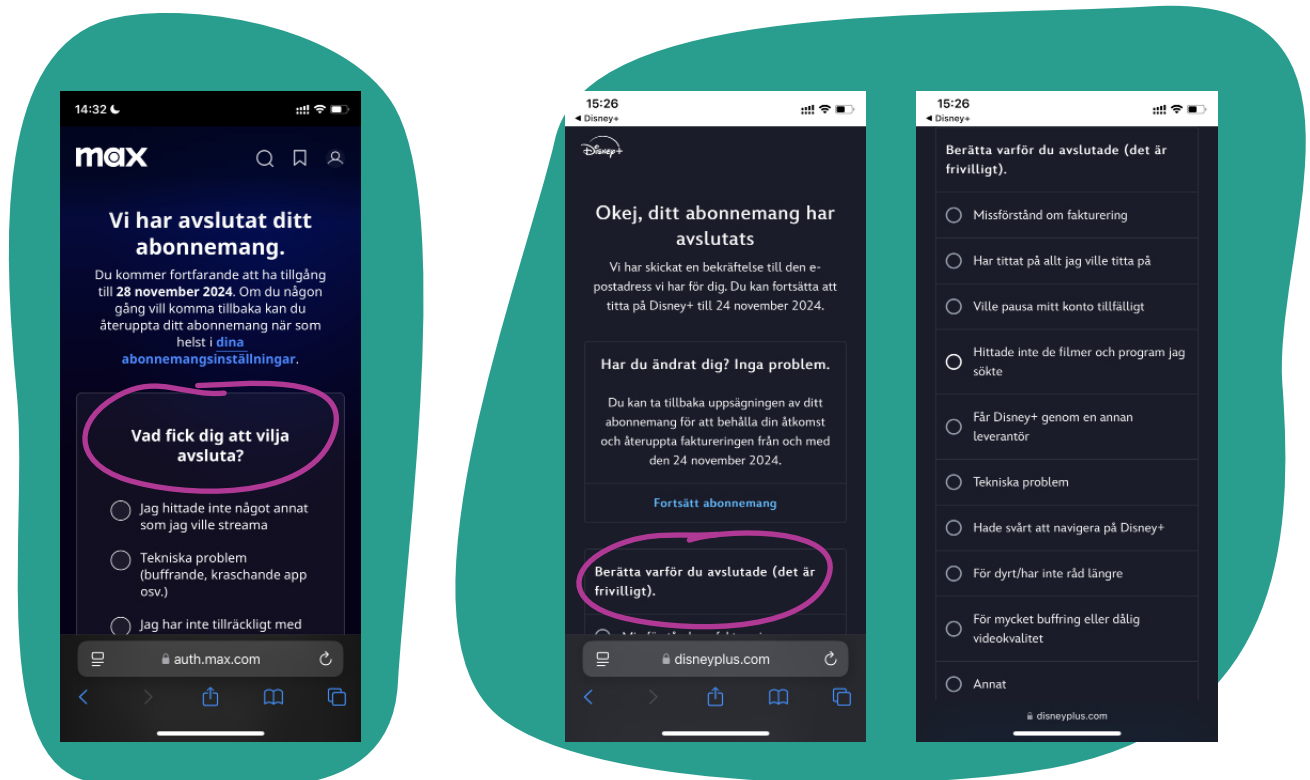 14:32
max
Vi har avslutat ditt
abonnemang.
Du kommer fortfarande att ha tillgång
till 28 november 2024. Om du någon
gång vill komma tillbaka kan du
återuppta ditt abonnemang när som
helst i dina
abonnemangsinställningar.
Vad fick dig att vilja
avsluta?
Jag hittade inte något annat
som jag ville streama
Tekniska problem
(buffrande, kraschande app
osv.)
Jag har inte tillräckligt med
auth.max.com
15:26
◀ Disney+
Disney+
Okej, ditt abonnemang har
avslutats
Vi har skickat en bekräftelse till den e-
postadress vi har för dig. Du kan fortsätta att
titta på Disney+ till 24 november 2024.
Har du ändrat dig? Inga problem.
Du kan ta tillbaka uppsägningen av ditt
abonnemang för att behålla din åtkomst
och återuppta faktureringen från och med
den 24 november 2024.
Fortsätt abonnemang
Berätta varför du avslutade (det är
frivilligt).
disneyplus.com
15:26
◀ Disney+
Berätta varför du avslutade (det är
frivilligt).
Missförstånd om fakturering
Har tittat på allt jag ville titta på
Ville pausa mitt konto tillfälligt
Hittade inte de filmer och program jag
sökte
Får Disney+ genom en annan
leverantör
Tekniska problem
Hade svårt att navigera på Disney+
För dyrt/har inte råd längre
För mycket buffring eller dålig
videokvalitet
Annat
disneyplus.com